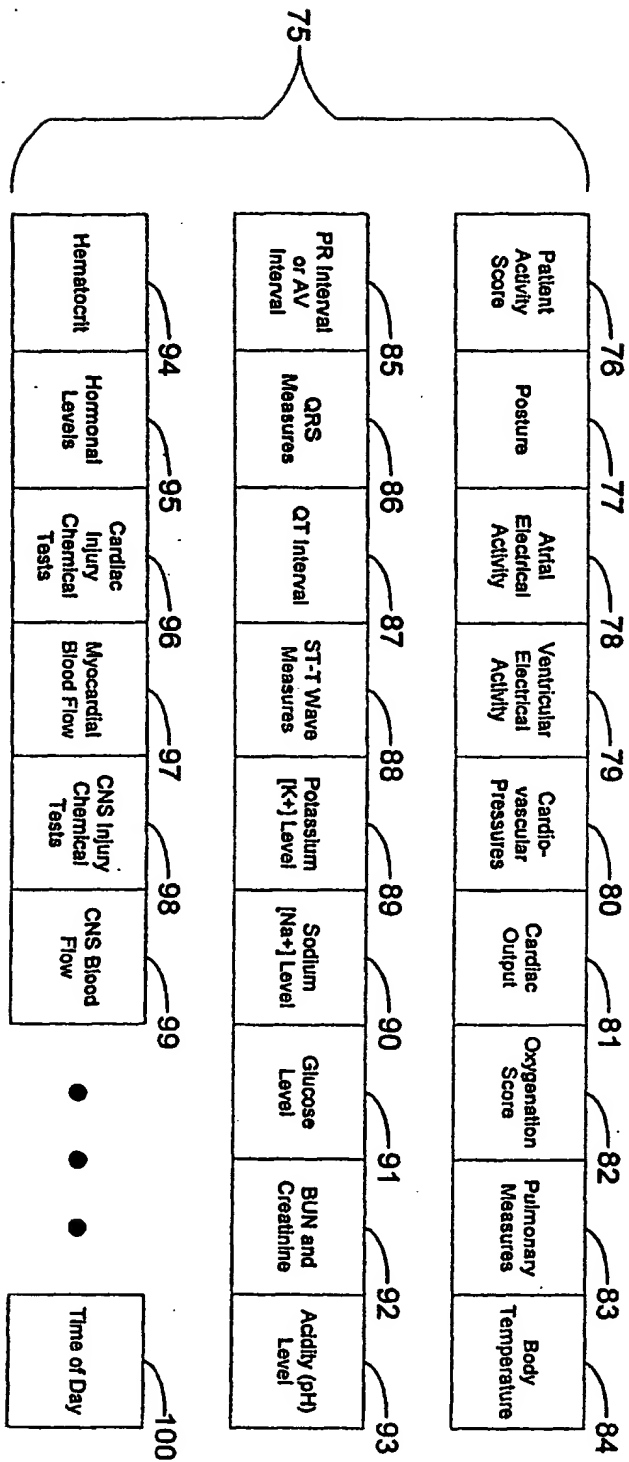 75
76
77
78
79
80
81
82
83
84
Patient
Activity
Score
Posture
Atrial
Electrical
Activity
Ventricular
Electrical
Activity
Cardio-
vascular
Pressures
Cardiac
Output
Oxygenation
Score
Pulmonary
Measures
Body
Temperature
85
86
87
88
89
90
91
92
93
PR Interval
or AV
Interval
QRS
Measures
QT Interval
ST-T Wave
Measures
Potassium
[K+] Level
Sodium
[Na+] Level
Glucose
Level
BUN and
Creatinine
Acidity (pH)
Level
94
95
96
97
98
99
100
Hematocrit
Hormonal
Levels
Cardiac
Injury
Chemical
Tests
Myocardial
Blood Flow
CNS Injury
Chemical
Tests
CNS Blood
Flow
Time of Day